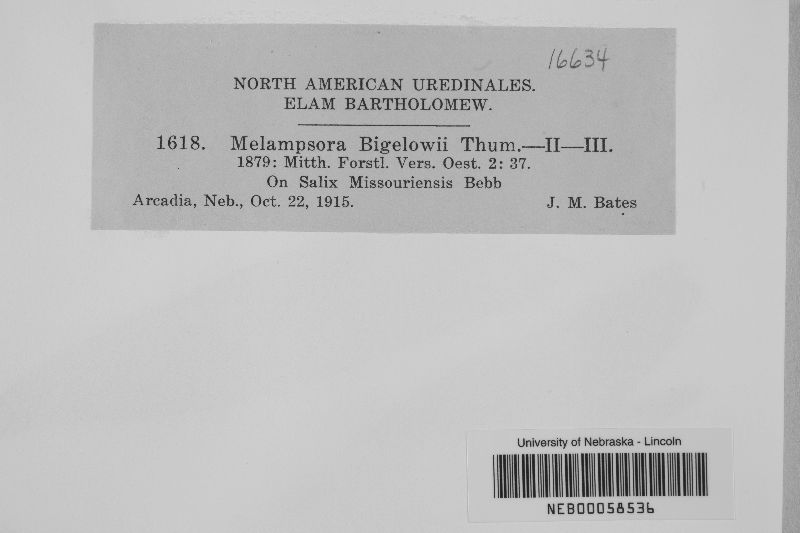 16634
NORTH AMERICAN UREDINALES.
ELAM BARTHOLOMEW.
1618. Melampsora Bigelowii Thum.—II—III.
1879: Mitth. Forstl. Vers. Oest. 2: 37.
On Salix Missouriensis Bebb
Arcadia, Neb., Oct. 22, 1915. J. M. Bates
University of Nebraska - Lincoln
NEB00058536